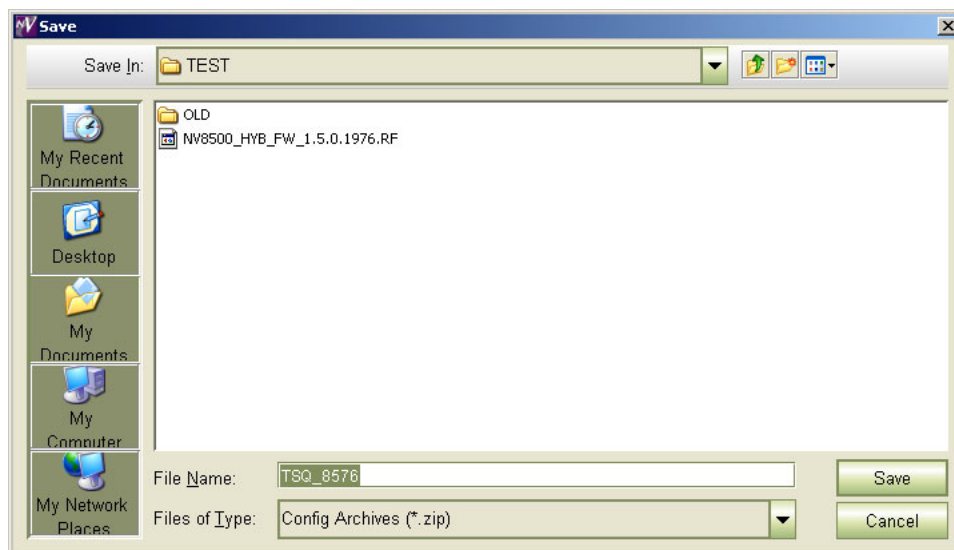 Save
Save In:
TEST
My Recent
Documents
Desktop
My
Documents
My
Computer
My Network
Places
OLD
NV8500_HYB_FW_1.5.0.1976.RF
File Name:
TSQ_8576
Save
Files of Type:
Config Archives (*.zip)
Cancel